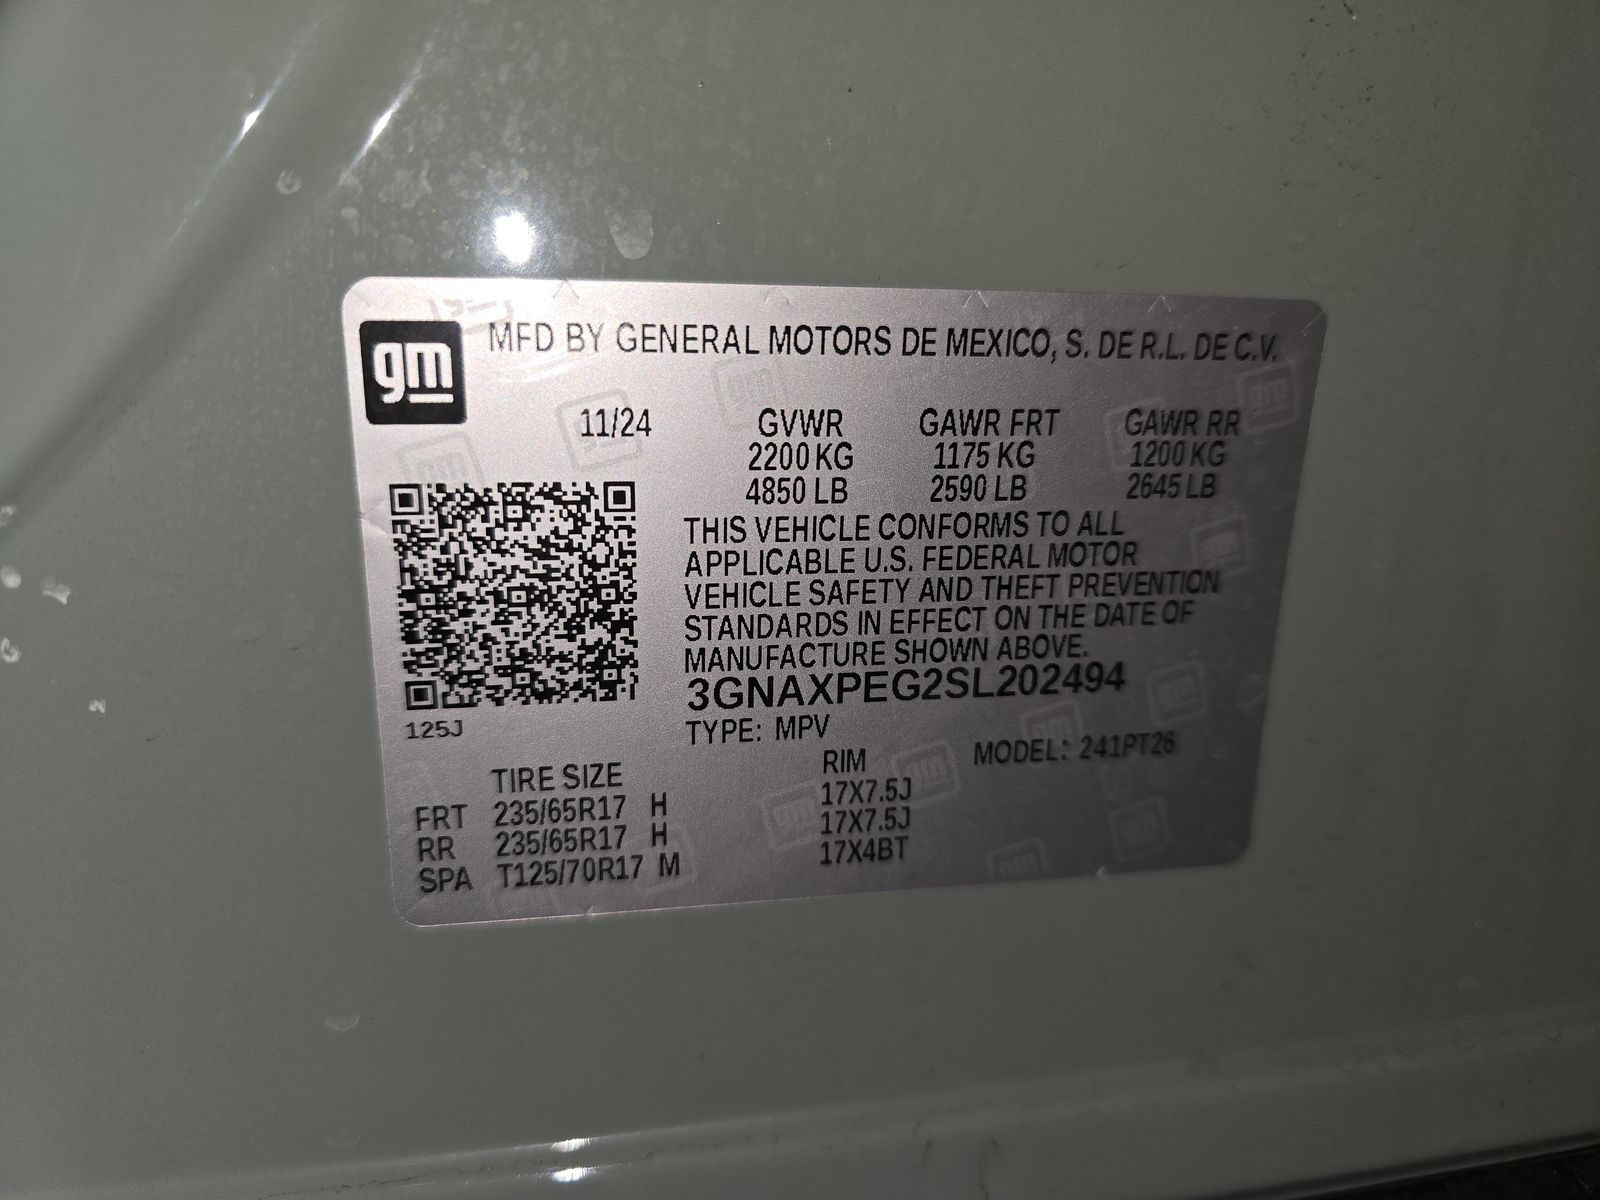 gm MFD BY GENERAL MOTORS DE MEXICO, S. DE R.L. DE C.V.
11/24 GVWR GAWR FRT GAWR RR
2200 KG 1175 KG 1200 KG
4850 LB 2590 LB 2645 LB
THIS VEHICLE CONFORMS TO ALL
APPLICABLE U.S. FEDERAL MOTOR
VEHICLE SAFETY AND THEFT PREVENTION
STANDARDS IN EFFECT ON THE DATE OF
MANUFACTURE SHOWN ABOVE.
3GNAXPEG2SL202494
125J TYPE: MPV
TIRE SIZE RIM MODEL: 241PT26
FRT 235/65R17 H 17X7.5J
RR 235/65R17 H 17X7.5J
SPA T125/70R17 M 17X4BT